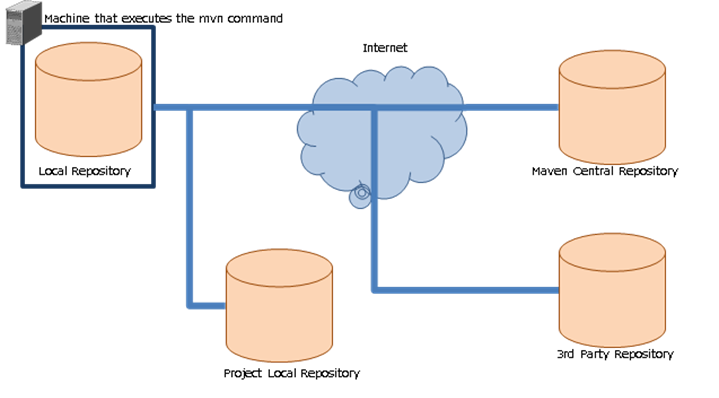 Machine that executes the mvn command
Internet
Local Repository
Maven Central Repository
3rd Party Repository
Project Local Repository